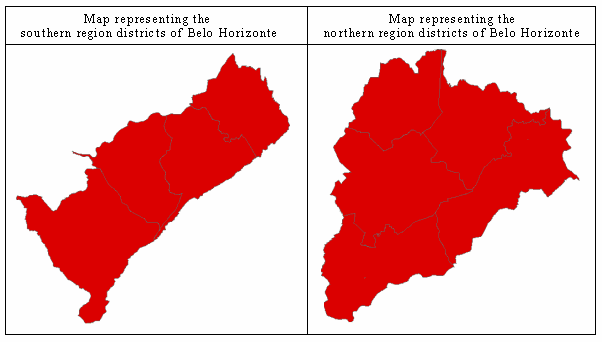 Map representing the
southern region districts of Belo Horizonte
Map representing the
northern region districts of Belo Horizonte